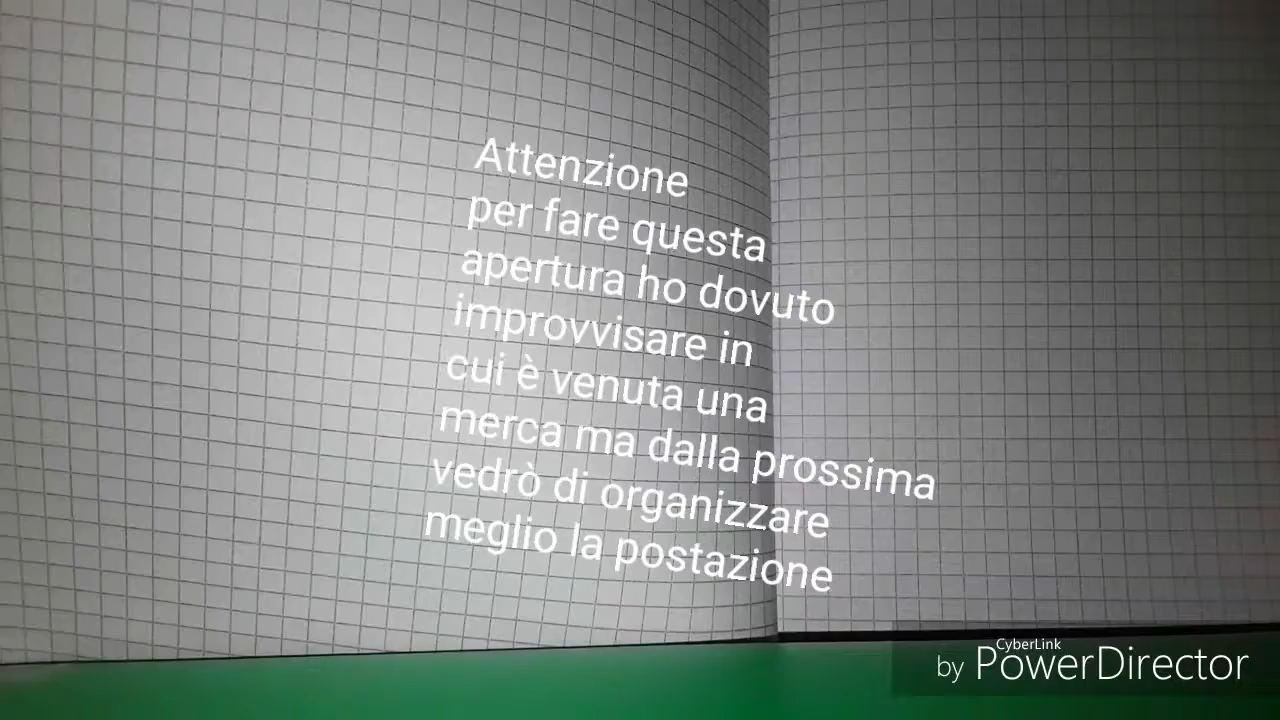 Attenzione
per fare questa
apertura ho dovuto
improvvisare in
cui è venuta una
merca ma dalla prossima
vedrò di organizzare
meglio la postazione
CyberLink
by PowerDirector